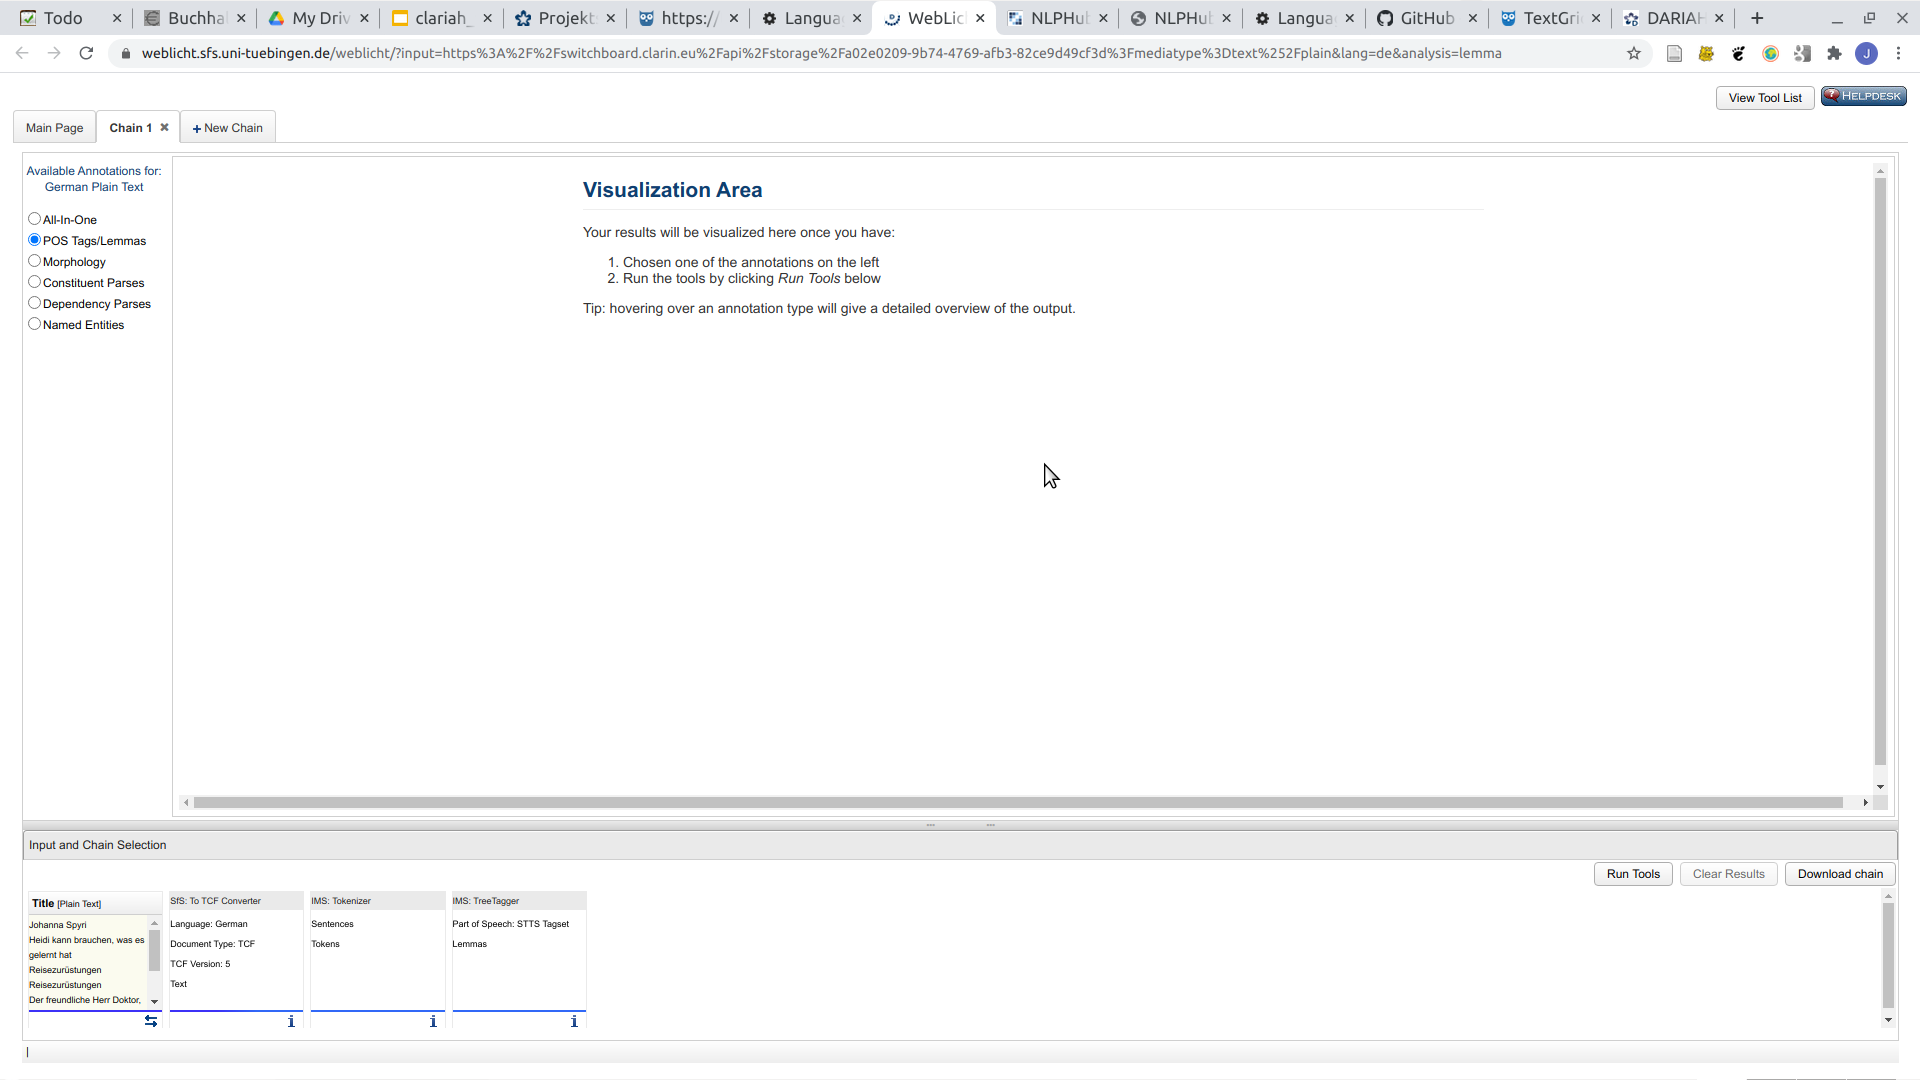 Todo
Buchha
My Driv
clariah_
Projekt
https://
Langua
WebLic
NLPHu
NLPHu
Langua
GitHub
TextGri
DARIAH
weblicht.sfs.uni-tuebingen.de/weblicht/?input=https%3A%2F%2Fswitchboard.clarin.eu%2Fapi%2Fstorage%2Fa02e0209-9b74-4769-afb3-82ce9d49cf3d%3Fmediatype%3Dtext%252Fplain&lang=de&analysis=lemma
J
View Tool List
HELPDESK
Main Page
Chain 1
+ New Chain
Available Annotations for:
German Plain Text
All-In-One
POS Tags/Lemmas
Morphology
Constituent Parses
Dependency Parses
Named Entities
Visualization Area
Your results will be visualized here once you have:
1. Chosen one of the annotations on the left
2. Run the tools by clicking Run Tools below
Tip: hovering over an annotation type will give a detailed overview of the output.
Input and Chain Selection
Run Tools
Clear Results
Download chain
Title [Plain Text]
Johanna Spyri
Heidi kann brauchen, was es
gelernt hat
Reisezurüstungen
Reisezurüstungen
Der freundliche Herr Doktor,
SfS: To TCF Converter
Language: German
Document Type: TCF
TCF Version: 5
Text
IMS: Tokenizer
Sentences
Tokens
IMS: TreeTagger
Part of Speech: STTS Tagset
Lemmas